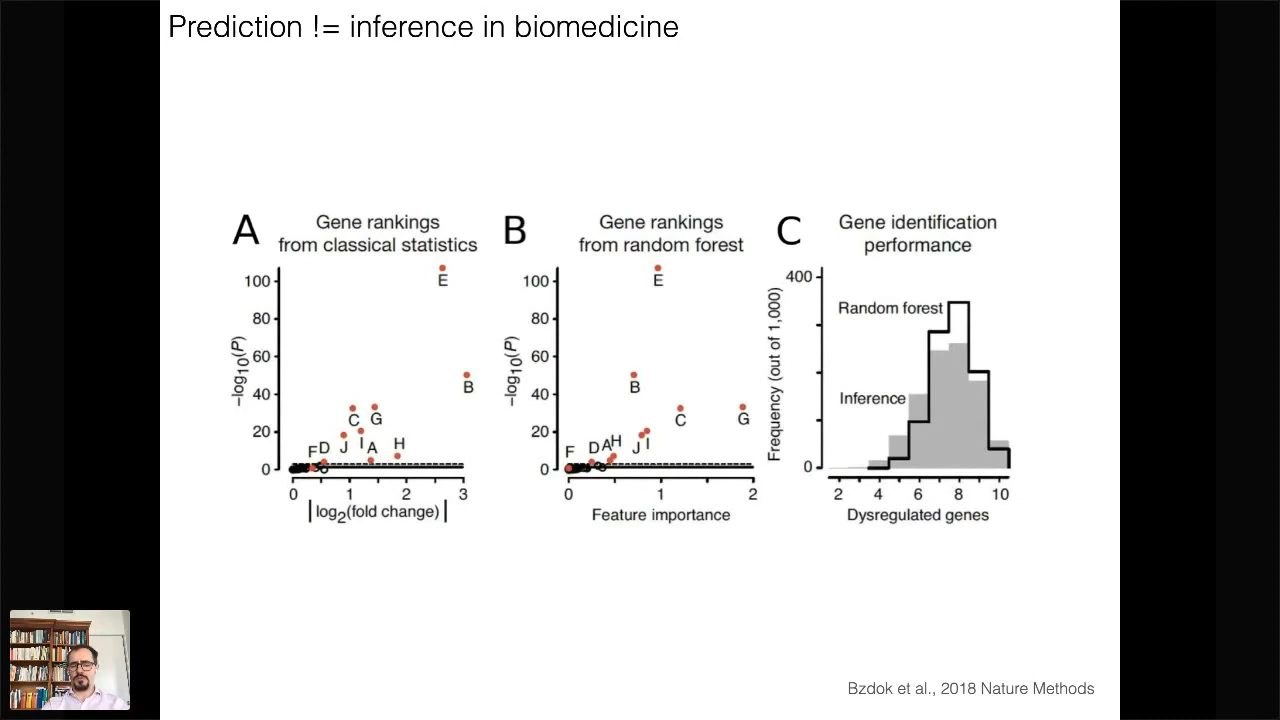 Prediction != inference in biomedicine
A
Gene rankings
from classical statistics
−log10(P)
100
80
60
40
20
0
E
B
C
G
J
I
A
H
F
D
0 1 2 3
|log2(fold change)|
B
Gene rankings
from random forest
−log10(P)
100
80
60
40
20
0
E
B
C
G
J
I
F
D
A
H
0 1 2
Feature importance
C
Gene identification
performance
Frequency (out of 1,000)
400
0
Random forest
Inference
2 4 6 8 10
Dysregulated genes
Bzdok et al., 2018 Nature Methods